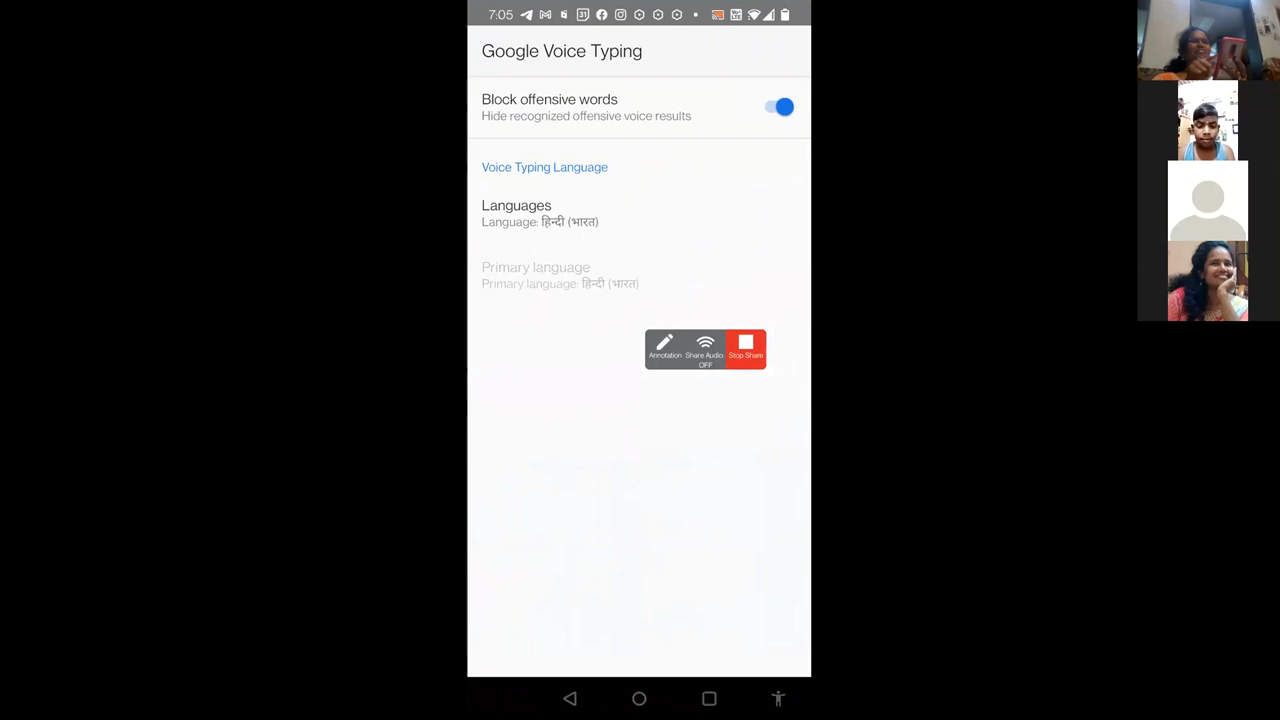 7:05
31
Google Voice Typing
Block offensive words
Hide recognized offensive voice results
Voice Typing Language
Languages
Language: हिन्दी (भारत)
Primary language
Primary language: हिन्दी (भारत)
Annotation
Share Audio:
OFF
Stop Share